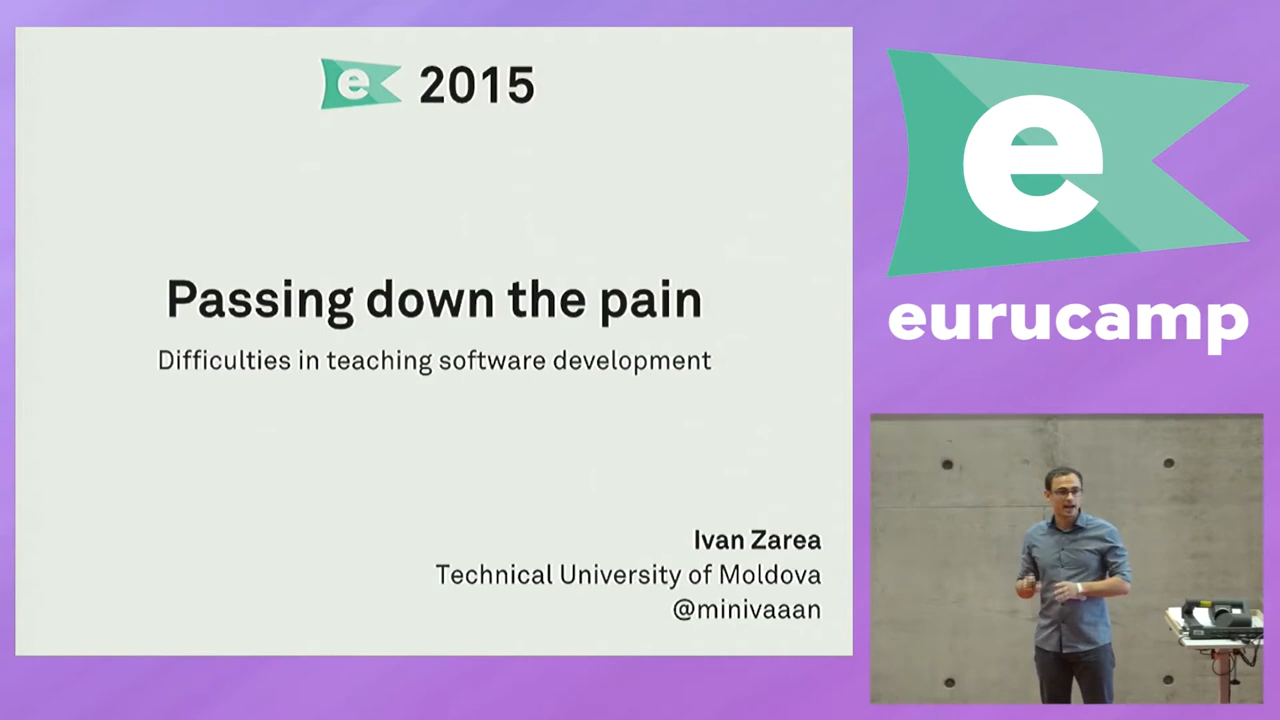 e 2015
Passing down the pain
Difficulties in teaching software development
Ivan Zarea
Technical University of Moldova
@minivaaan
e
eurucamp